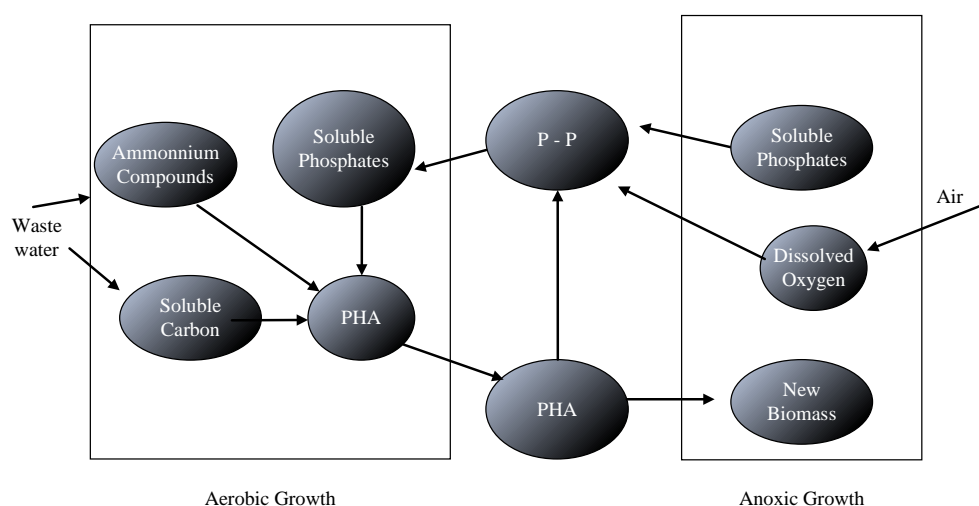 Ammonnium
Compounds
Soluble
Phosphates
P - P
Soluble
Phosphates
Air
Waste
water
Dissolved
Oxygen
Soluble
Carbon
PHA
PHA
New
Biomass
Aerobic Growth
Anoxic Growth